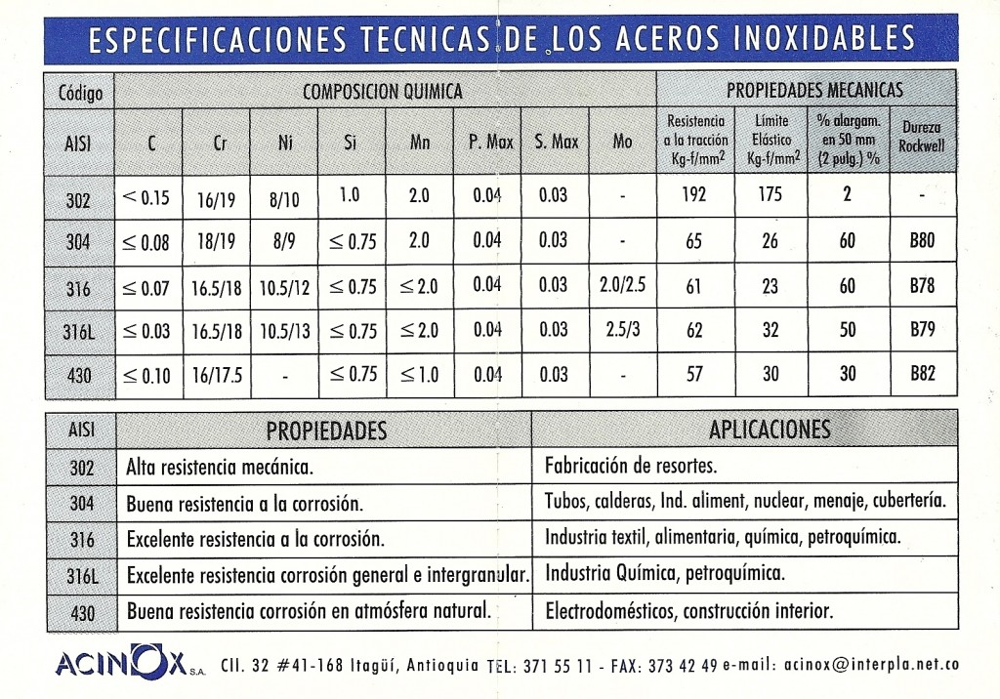 ESPECIFICACIONES TECNICAS DE LOS ACEROS INOXIDABLES
Código COMPOSICION QUIMICA PROPIEDADES MECANICAS
AISI C Cr Ni Si Mn P. Max S. Max Mo Resistencia a la tracción Kg-f/mm² Límite Elástico Kg-f/mm² % alargam. en 50 mm (2 pulg.) % Dureza Rockwell
302 < 0.15 16/19 8/10 1.0 2.0 0.04 0.03 - 192 175 2 -
304 ≤ 0.08 18/19 8/9 ≤ 0.75 2.0 0.04 0.03 - 65 26 60 B80
316 ≤ 0.07 16.5/18 10.5/12 ≤ 0.75 ≤ 2.0 0.04 0.03 2.0/2.5 61 23 60 B78
316L ≤ 0.03 16.5/18 10.5/13 ≤ 0.75 ≤ 2.0 0.04 0.03 2.5/3 62 32 50 B79
430 ≤ 0.10 16/17.5 - ≤ 0.75 ≤ 1.0 0.04 0.03 - 57 30 30 B82
AISI PROPIEDADES APLICACIONES
302 Alta resistencia mecánica. Fabricación de resortes.
304 Buena resistencia a la corrosión. Tubos, calderas, Ind. aliment, nuclear, menaje, cubertería.
316 Excelente resistencia a la corrosión. Industria textil, alimentaria, química, petroquímica.
316L Excelente resistencia corrosión general e intergranular. Industria Química, petroquímica.
430 Buena resistencia corrosión en atmósfera natural. Electrodomésticos, construcción interior.
ACINOX S.A. Cll. 32 #41-168 Itagüí, Antioquia TEL: 371 55 11 - FAX: 373 42 49 e-mail: acinox@interpla.net.co